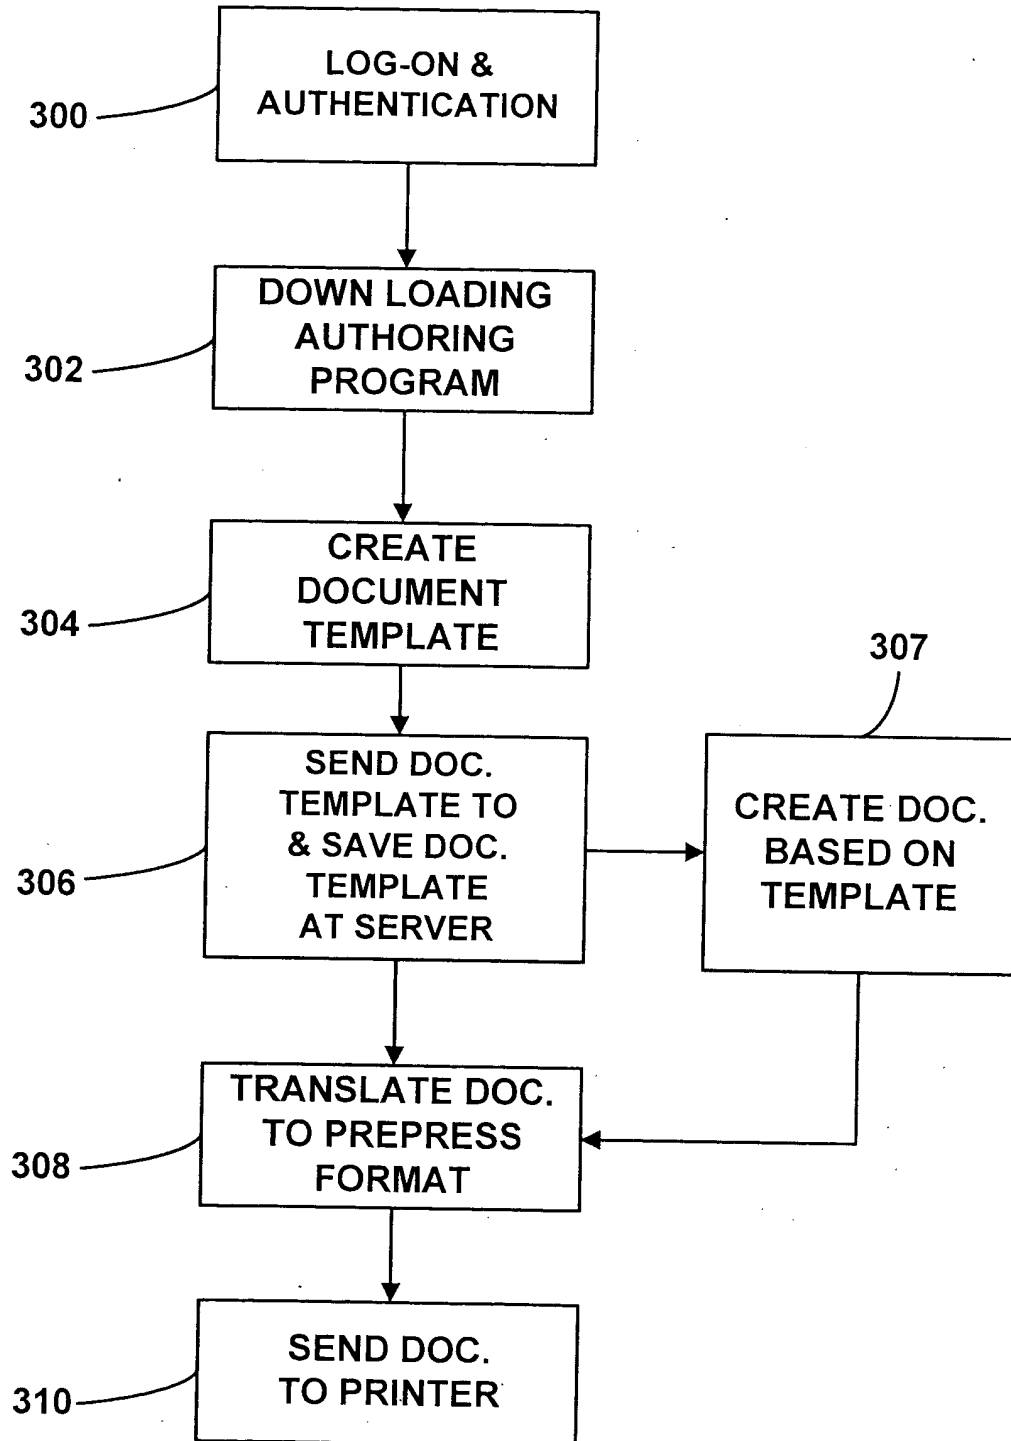 LOG-ON &
AUTHENTICATION
300
DOWN LOADING
AUTHORING
PROGRAM
302
CREATE
DOCUMENT
TEMPLATE
304
307
SEND DOC.
TEMPLATE TO
& SAVE DOC.
TEMPLATE
AT SERVER
306
CREATE DOC.
BASED ON
TEMPLATE
TRANSLATE DOC.
TO PREPRESS
FORMAT
308
SEND DOC.
TO PRINTER
310